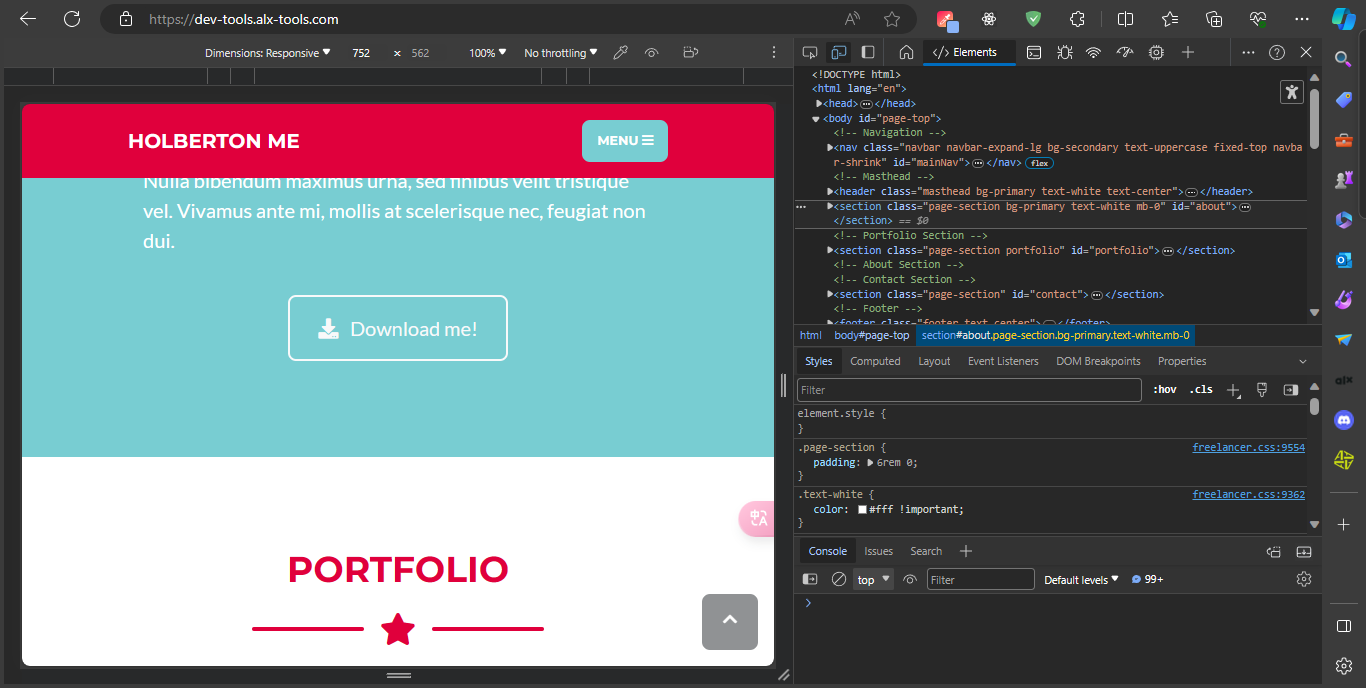 https://dev-tools.alx-tools.com
Dimensions: Responsive 752 × 562 100% No throttling
Elements
HOLBERTON ME
MENU
Nulla bibendum maximus urna, sed finibus velit tristique
vel. Vivamus ante mi, mollis at scelerisque nec, feugiat non
dui.
Download me!
PORTFOLIO
<!DOCTYPE html>
<html lang="en">
<head> </head>
<body id="page-top">
<!-- Navigation -->
<nav class="navbar navbar-expand-lg bg-secondary text-uppercase fixed-top navba
r-shrink" id="mainNav"> </nav> flex
<!-- Masthead -->
<header class="masthead bg-primary text-white text-center"> </header>
<section class="page-section bg-primary text-white mb-0" id="about">
</section> == $0
<!-- Portfolio Section -->
<section class="page-section portfolio" id="portfolio"> </section>
<!-- About Section -->
<!-- Contact Section -->
<section class="page-section" id="contact"> </section>
<!-- Footer -->
<footer class="footer text-center"> </footer>
html body#page-top section#about.page-section.bg-primary.text-white.mb-0
Styles Computed Layout Event Listeners DOM Breakpoints Properties
Filter :hov .cls
element.style {
}
.page-section { freelancer.css:9554
padding: 6rem 0;
}
.text-white { freelancer.css:9362
color: #fff !important;
}
Console Issues Search
top Filter Default levels 99+
alx